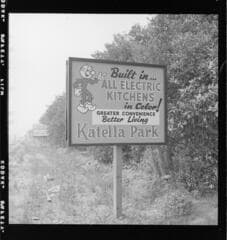 Built in...
ALL ELECTRIC
KITCHENS
in Color!
GREATER CONVENIENCE
Better Living
Katella Park